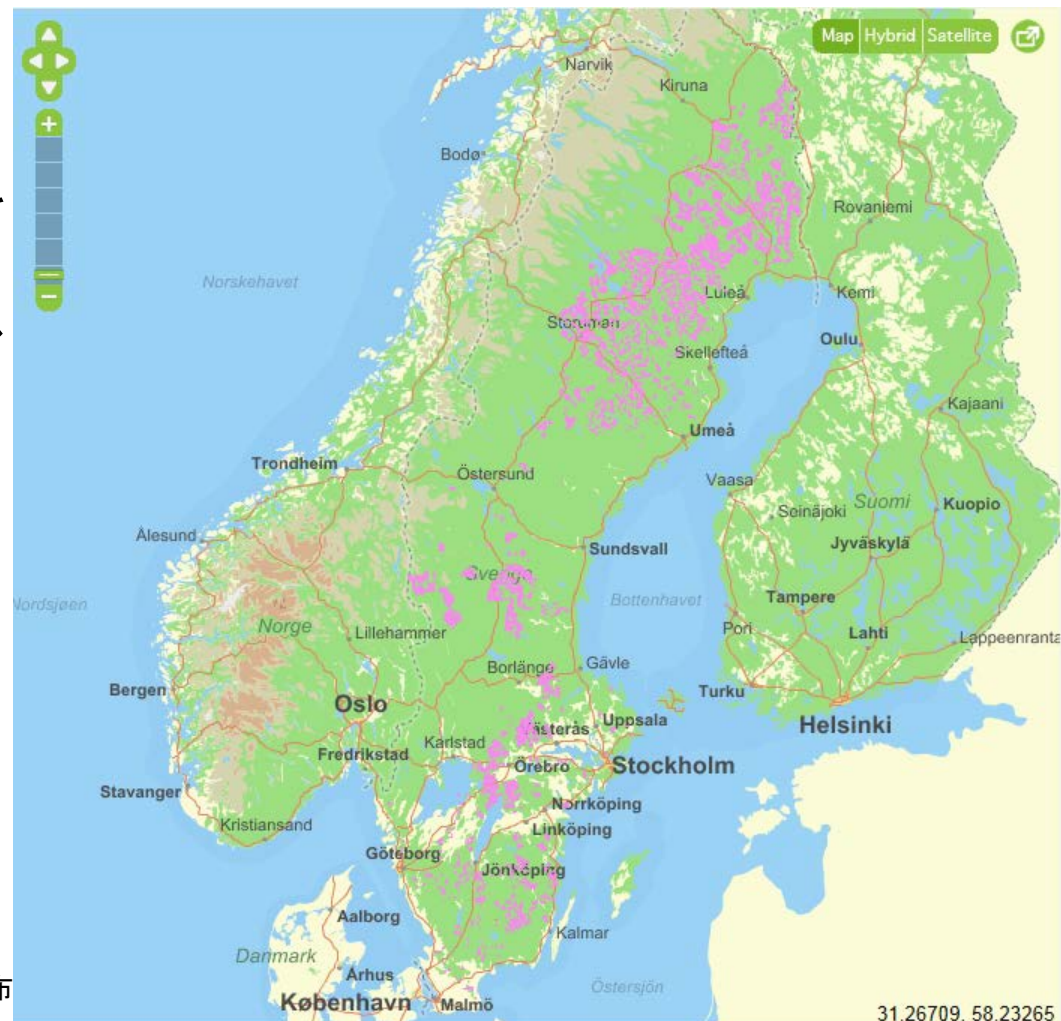 Map Hybrid Satellite
Narvik
Kiruna
Bodø
Rovaniemi
Norskehavet
Luleå
Kemi
Storuman
Skellefteå
Oulu
Kajaani
Umeå
Trondheim
Östersund
Vaasa
Seinäjoki
Suomi
Kuopio
Ålesund
Sundsvall
Jyväskylä
Sverige
Nordsjøen
Bottenhavet
Tampere
Norge
Lillehammer
Pori
Lahti
Lappeenranta
Borlänge
Gävle
Bergen
Turku
Oslo
Uppsala
Helsinki
Karlstad
Västerås
Fredrikstad
Örebro
Stockholm
Stavanger
Norrköping
Kristiansand
Linköping
Göteborg
Jönköping
Aalborg
Kalmar
Danmark
Århus
Östersjön
市
København
Malmö
31.26709, 58.23265